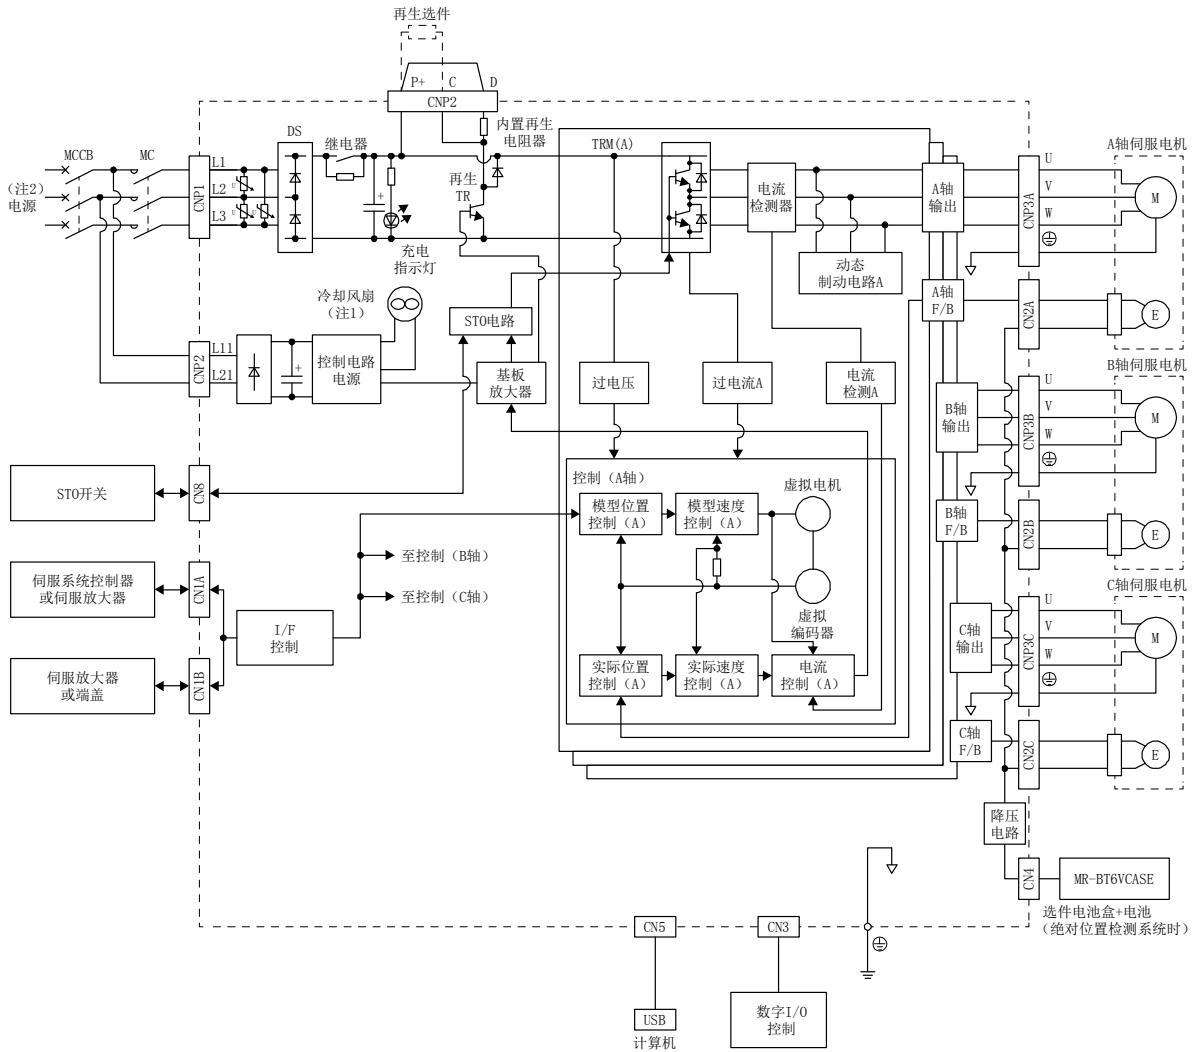 再生选件
P+ C D
CNP2
内置再生
电阻器
DS
继电器
TRM(A)
MCCB MC
(注2)
电源
CNP1
L1
L2
L3
U
U
U
+
再生
TR
充电
指示灯
电流
检测器
A轴
输出
CNP3A
U
V
W
A轴伺服电机
M
动态
制动电路A
A轴
F/B
CN2A
E
冷却风扇
(注1)
STO电路
CNP2
L11
L21
+
控制电路
电源
基板
放大器
过电压
过电流A
电流
检测A
B轴伺服电机
B轴
输出
CNP3B
U
V
W
M
控制(A轴)
STO开关
CN8
模型位置
控制(A)
模型速度
控制(A)
虚拟电机
B轴
F/B
CN2B
E
至控制(B轴)
伺服系统控制器
或伺服放大器
CN1A
至控制(C轴)
虚拟
编码器
C轴伺服电机
I/F
控制
C轴
输出
CNP3C
U
V
W
M
伺服放大器
或端盖
CN1B
实际位置
控制(A)
实际速度
控制(A)
电流
控制(A)
C轴
F/B
CN2C
E
降压
电路
CN4
MR-BT6VCASE
选件电池盒+电池
(绝对位置检测系统时)
CN5
CN3
USB
计算机
数字I/O
控制